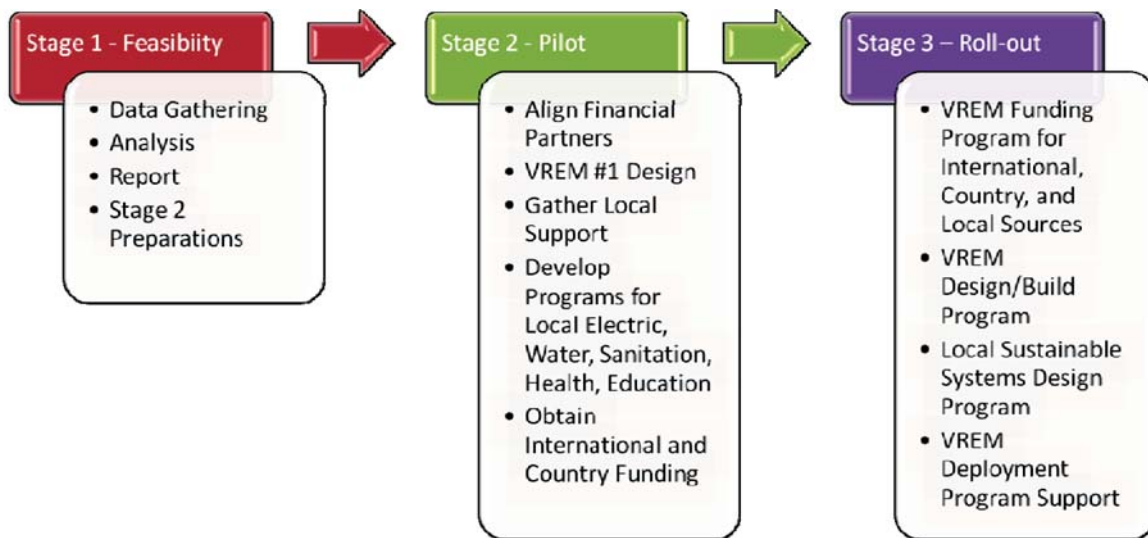 Stage 1 - Feasibiity
• Data Gathering
• Analysis
• Report
• Stage 2
Preparations
Stage 2 - Pilot
• Align Financial
Partners
• VREM #1 Design
• Gather Local
Support
• Develop
Programs for
Local Electric,
Water, Sanitation,
Health, Education
• Obtain
International and
Country Funding
Stage 3 – Roll-out
• VREM Funding
Program for
International,
Country, and
Local Sources
• VREM
Design/Build
Program
• Local Sustainable
Systems Design
Program
• VREM
Deployment
Program Support